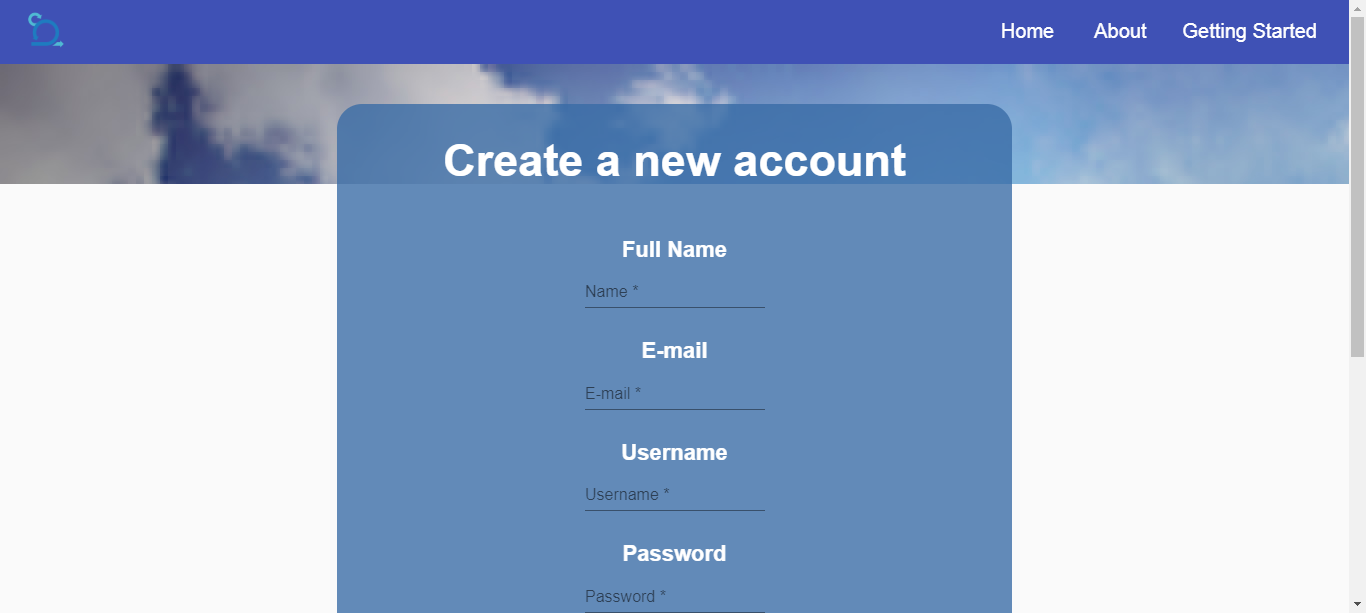 Home About Getting Started
Create a new account
Full Name
Name *
E-mail
E-mail *
Username
Username *
Password
Password *